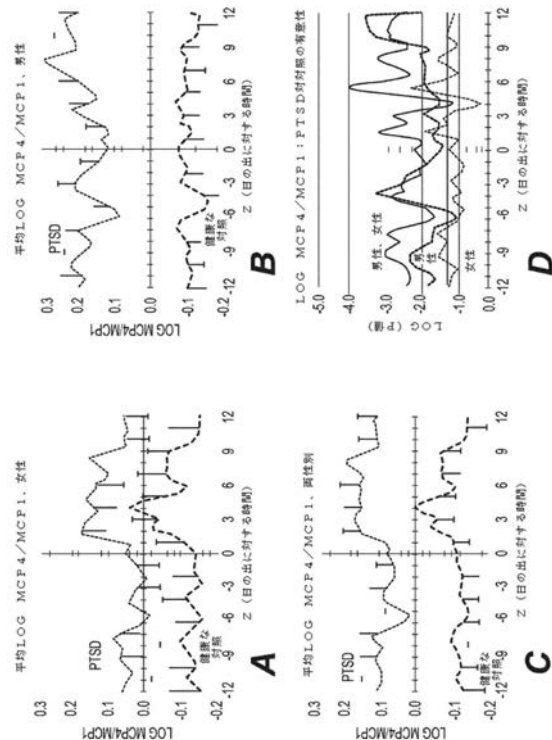 平均LOG MCP4/MCP1、女性
LOG MCP4/MCP1
0.3
0.2
0.1
0.0
-0.1
-0.2
PTSD
健康な
対照
-12 -9 -6 -3 0 3 6 9 12
Z (日の出に対する時間)
A
平均LOG MCP4/MCP1、男性
LOG MCP4/MCP1
0.3
0.2
0.1
0.0
-0.1
-0.2
PTSD
健康な
対照
-12 -9 -6 -3 0 3 6 9 12
Z (日の出に対する時間)
B
平均LOG MCP4/MCP1、両性別
LOG MCP4/MCP1
0.3
0.2
0.1
0.0
-0.1
-0.2
PTSD
健康な
対照
-12 -9 -6 -3 0 3 6 9 12
Z (日の出に対する時間)
C
LOG MCP4/MCP1:PTSD対対照の有意性
LOG (P値)
-5.0
-4.0
-3.0
-2.0
-1.0
0.0
男性、女性
男性
女性
-12 -9 -6 -3 0 3 6 9 12
Z (日の出に対する時間)
D